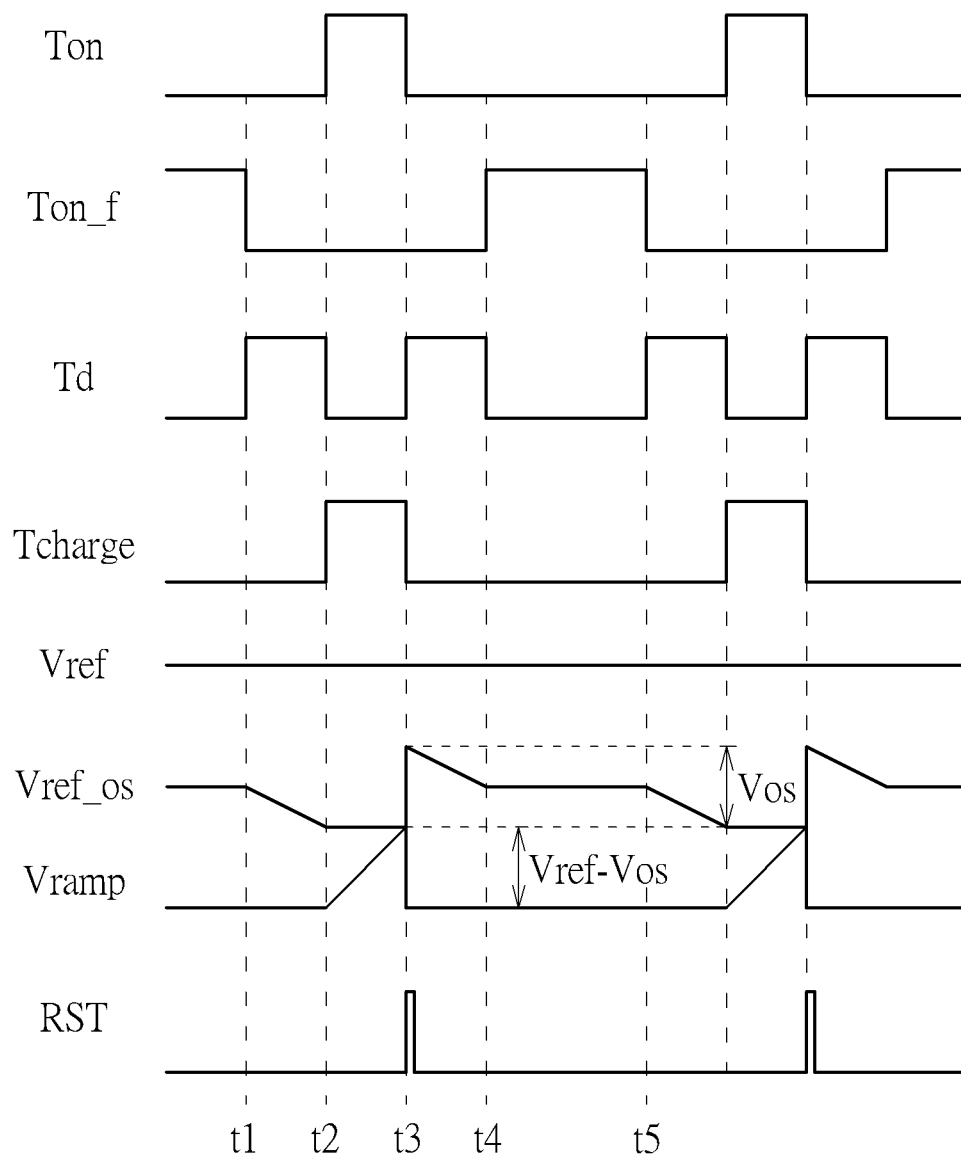 Ton
Ton_f
Td
Tcharge
Vref
Vref_os
Vos
Vref-Vos
Vramp
RST
t1 t2 t3 t4 t5